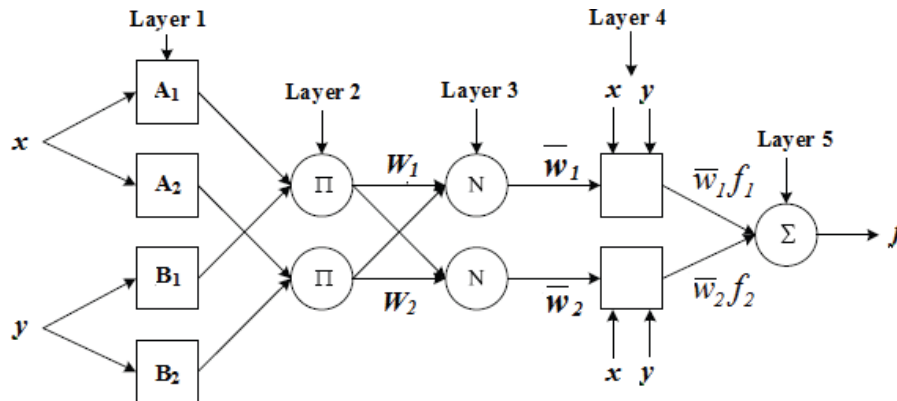 Layer 1
Layer 2
Layer 3
Layer 4
Layer 5
x
y
A₁
A₂
B₁
B₂
Π
Π
W₁
W₂
N
N
w̅₁
w̅₂
x y
x y
w̅₁f₁
w̅₂f₂
Σ